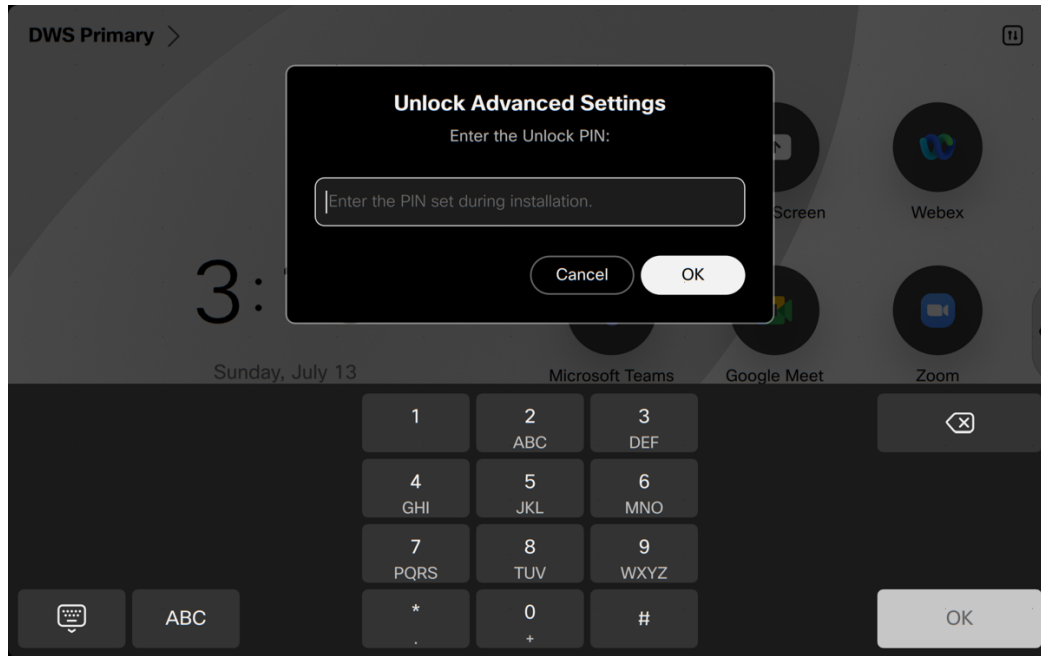 DWS Primary
Unlock Advanced Settings
Enter the Unlock PIN:
Enter the PIN set during installation.
Cancel
OK
3:
Sunday, July 13
Screen
Webex
Microsoft Teams
Google Meet
Zoom
1
2
ABC
3
DEF
4
GHI
5
JKL
6
MNO
7
PQRS
8
TUV
9
WXYZ
ABC
*
.
0
+
#
OK